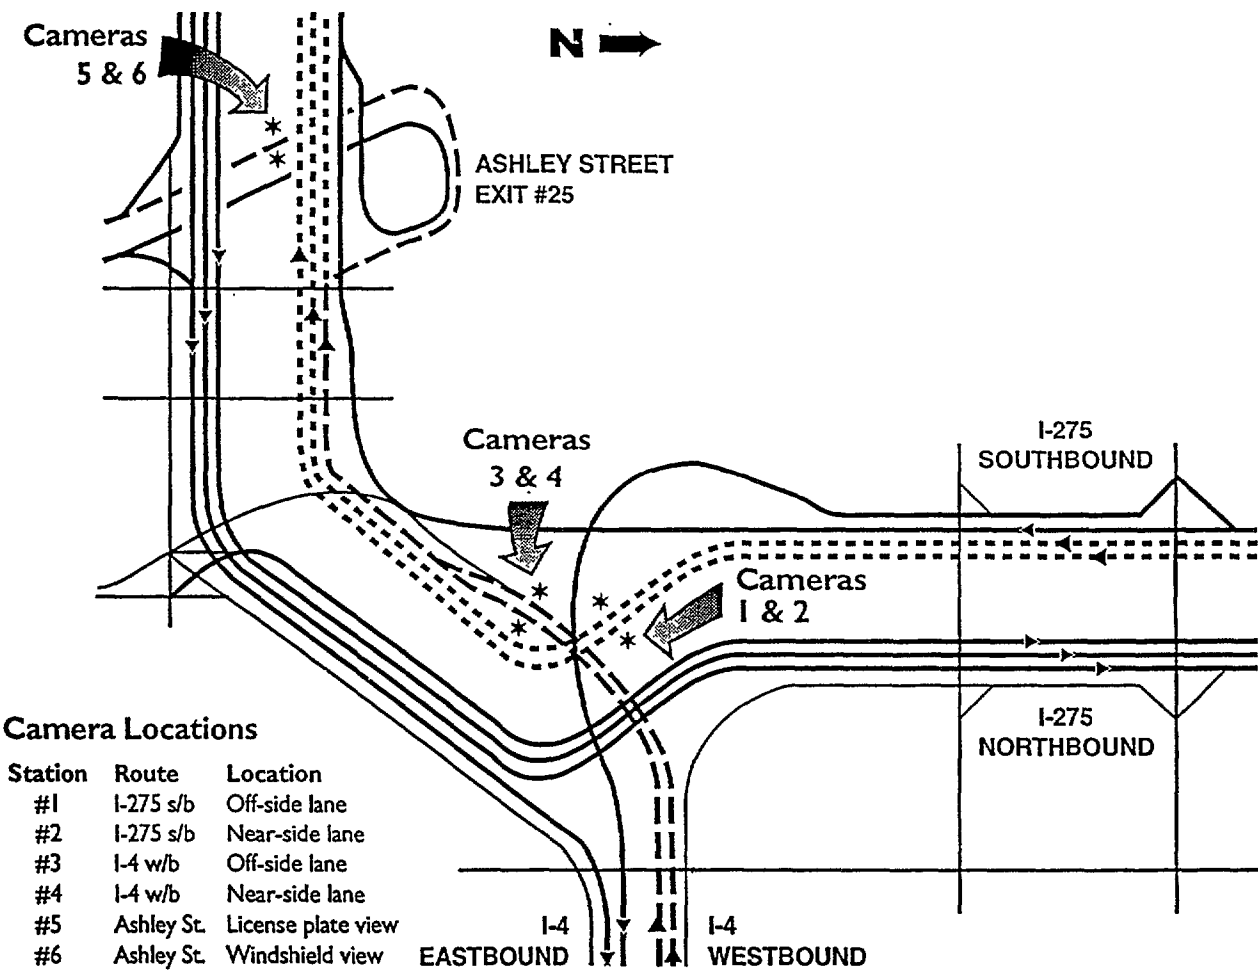 Cameras
5 & 6
N
ASHLEY STREET
EXIT #25
Cameras
3 & 4
I-275
SOUTHBOUND
Cameras
1 & 2
I-275
NORTHBOUND
Camera Locations
Station Route Location
#1 I-275 s/b Off-side lane
#2 I-275 s/b Near-side lane
#3 I-4 w/b Off-side lane
#4 I-4 w/b Near-side lane
#5 Ashley St. License plate view
#6 Ashley St. Windshield view
I-4
EASTBOUND
I-4
WESTBOUND